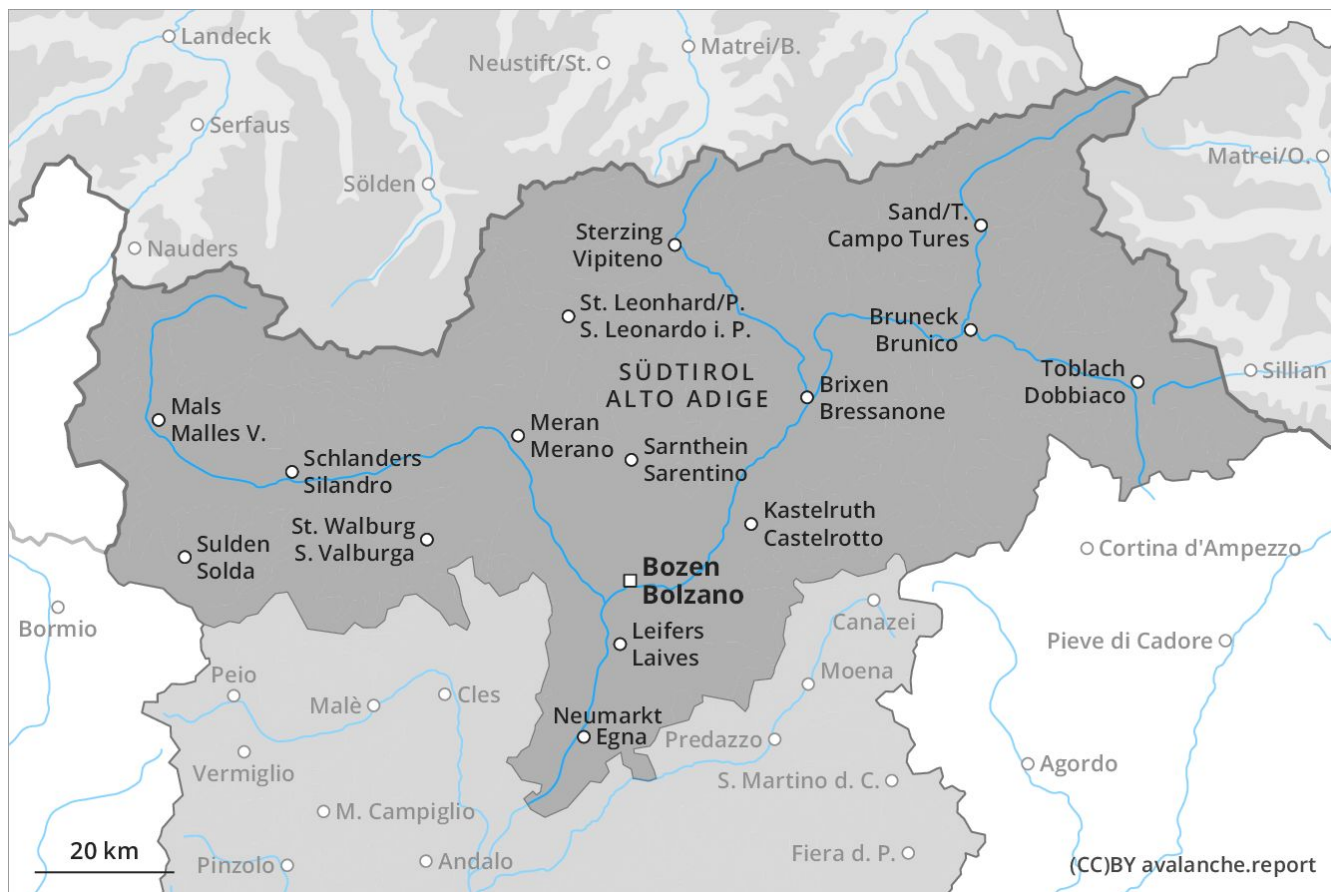 Landeck
Matrei/B.
Neustift/St.
Serfaus
Matrei/O.
Sölden
Sand/T.
Campo Tures
Sterzing
Vipiteno
Nauders
St. Leonhard/P.
S. Leonardo i. P.
Bruneck
Brunico
SÜDTIROL
ALTO ADIGE
Toblach
Dobbiaco
Sillian
Brixen
Bressanone
Mals
Malles V.
Meran
Merano
Sarnthein
Sarentino
Schlanders
Silandro
Kastelruth
Castelrotto
St. Walburg
S. Valburga
Sulden
Solda
Cortina d'Ampezzo
Bozen
Bolzano
Bormio
Canazei
Leifers
Laives
Pieve di Cadore
Peio
Moena
Malè
Cles
Neumarkt
Egna
Predazzo
Vermiglio
Agordo
S. Martino d. C.
M. Campiglio
20 km
Pinzolo
Andalo
Fiera d. P.
(CC)BY avalanche.report